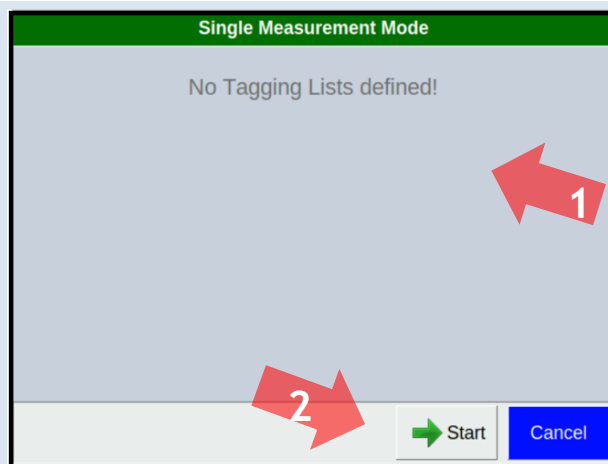 Single Measurement Mode
No Tagging Lists defined!
1
2
Start
Cancel